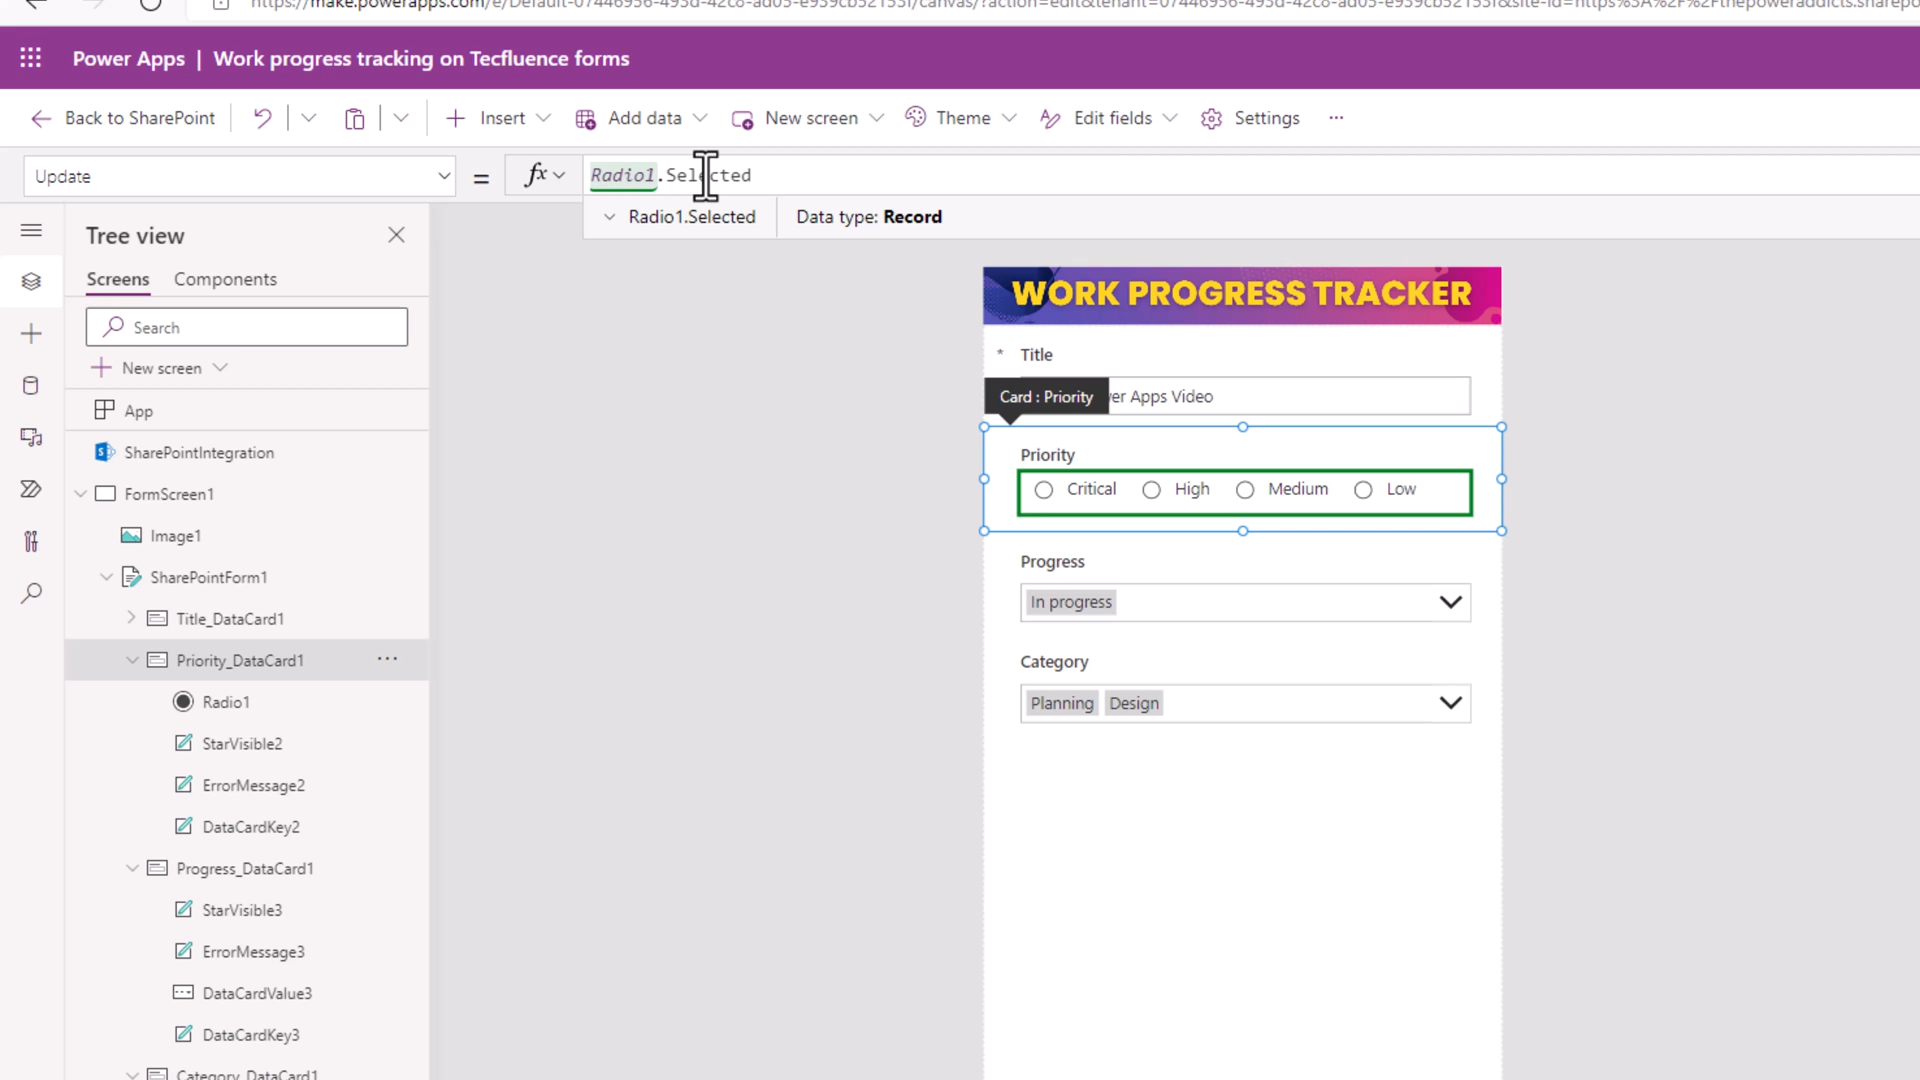 Power Apps | Work progress tracking on Tecfluence forms
Back to SharePoint
Insert
Add data
New screen
Theme
Edit fields
Settings
Update
=
fx
Radio1.Selected
Radio1.Selected
Data type: Record
Tree view
Screens
Components
Search
New screen
App
SharePointIntegration
FormScreen1
Image1
SharePointForm1
Title_DataCard1
Priority_DataCard1
Radio1
StarVisible2
ErrorMessage2
DataCardKey2
Progress_DataCard1
StarVisible3
ErrorMessage3
DataCardValue3
DataCardKey3
Category_DataCard1
WORK PROGRESS TRACKER
* Title
Card : Priority
Apps Video
Priority
Critical
High
Medium
Low
Progress
In progress
Category
Planning
Design